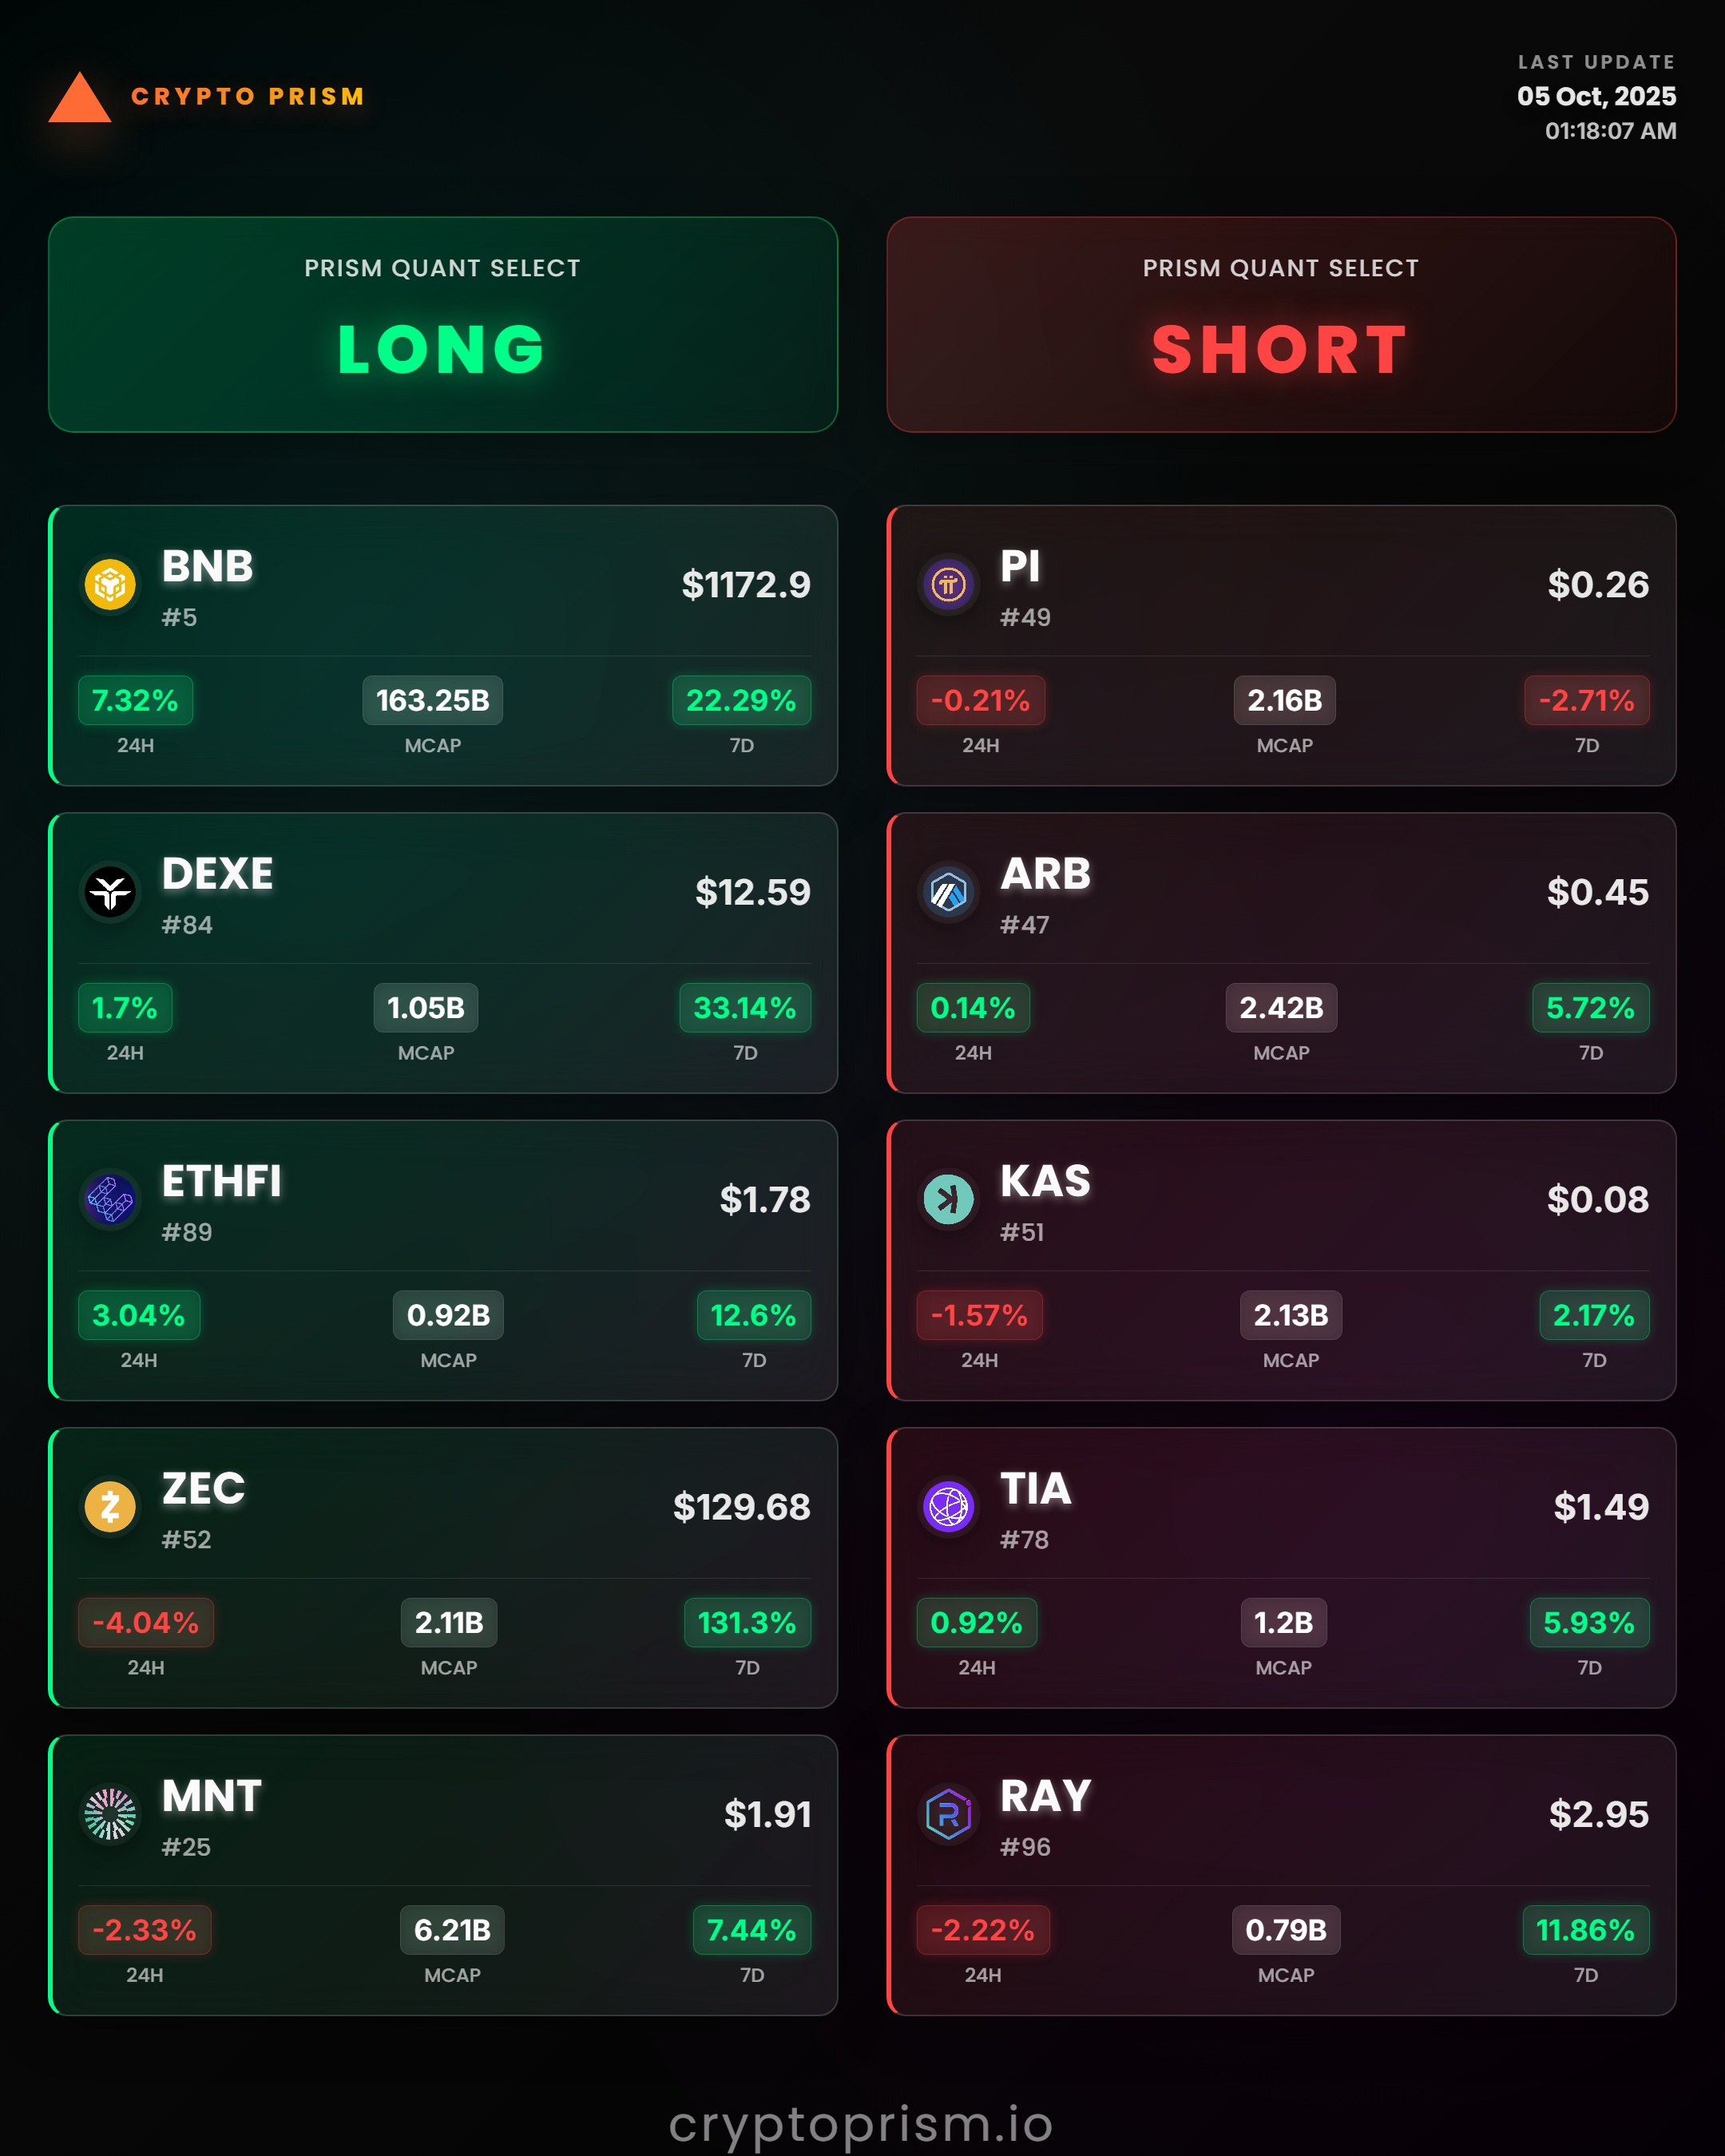 CRYPTO PRISM
LAST UPDATE
05 Oct, 2025
01:18:07 AM
PRISM QUANT SELECT
LONG
PRISM QUANT SELECT
SHORT
BNB
#5
$1172.9
7.32% 163.25B 22.29%
24H MCAP 7D
PI
#49
$0.26
-0.21% 2.16B -2.71%
24H MCAP 7D
DEXE
#84
$12.59
1.7% 1.05B 33.14%
24H MCAP 7D
ARB
#47
$0.45
0.14% 2.42B 5.72%
24H MCAP 7D
ETHFI
#89
$1.78
3.04% 0.92B 12.6%
24H MCAP 7D
KAS
#51
$0.08
-1.57% 2.13B 2.17%
24H MCAP 7D
ZEC
#52
$129.68
-4.04% 2.11B 131.3%
24H MCAP 7D
TIA
#78
$1.49
0.92% 1.2B 5.93%
24H MCAP 7D
MNT
#25
$1.91
-2.33% 6.21B 7.44%
24H MCAP 7D
RAY
#96
$2.95
-2.22% 0.79B 11.86%
24H MCAP 7D
cryptoprism.io